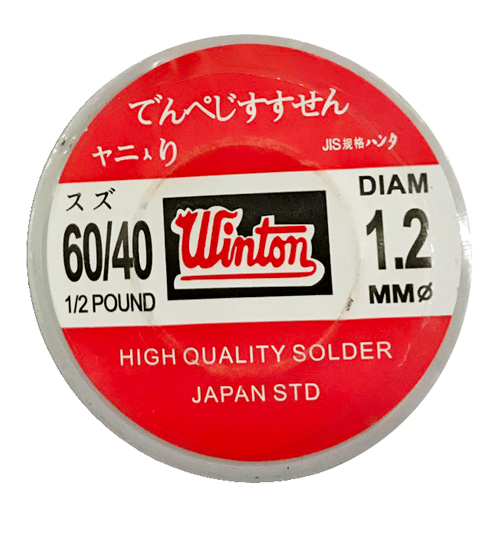 でんぺじすすせん
ヤニ入り
JIS規格ハンタ
スズ
60/40
1/2 POUND
Winton
DIAM
1.2
MMø
HIGH QUALITY SOLDER
JAPAN STD